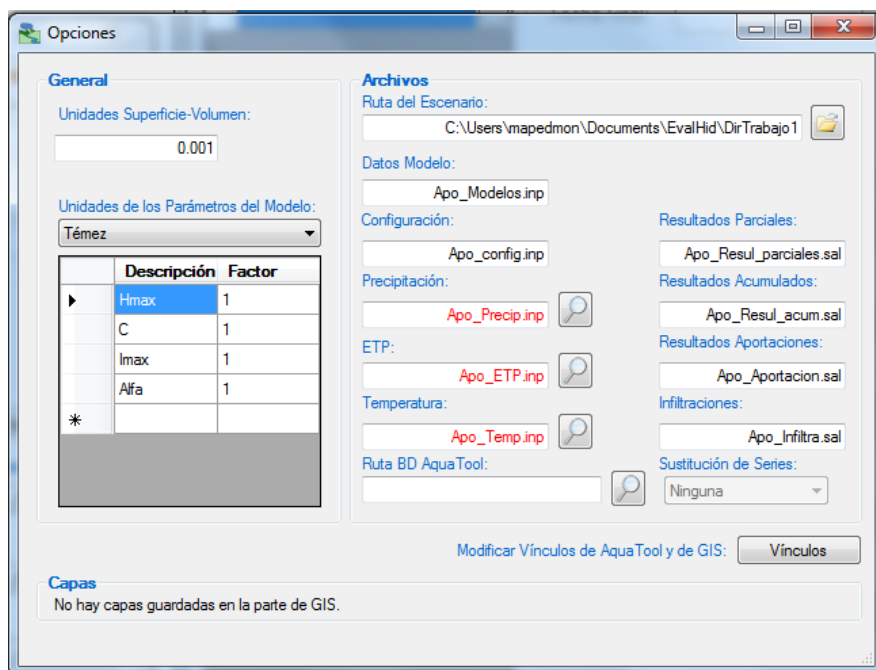 Opciones
General
Unidades Superficie-Volumen:
0.001
Unidades de los Parámetros del Modelo:
Témez
Descripción Factor
Hmax 1
C 1
Imax 1
Alfa 1
Archivos
Ruta del Escenario:
C:\Users\mapedmon\Documents\EvalHid\DirTrabajo1
Datos Modelo:
Apo_Modelos.inp
Configuración:
Apo_config.inp
Precipitación:
Apo_Precip.inp
ETP:
Apo_ETP.inp
Temperatura:
Apo_Temp.inp
Ruta BD AquaTool:
Resultados Parciales:
Apo_Resul_parciales.sal
Resultados Acumulados:
Apo_Resul_acum.sal
Resultados Aportaciones:
Apo_Aportacion.sal
Infiltraciones:
Apo_Infiltra.sal
Sustitución de Series:
Ninguna
Modificar Vínculos de AquaTool y de GIS: Vínculos
Capas
No hay capas guardadas en la parte de GIS.